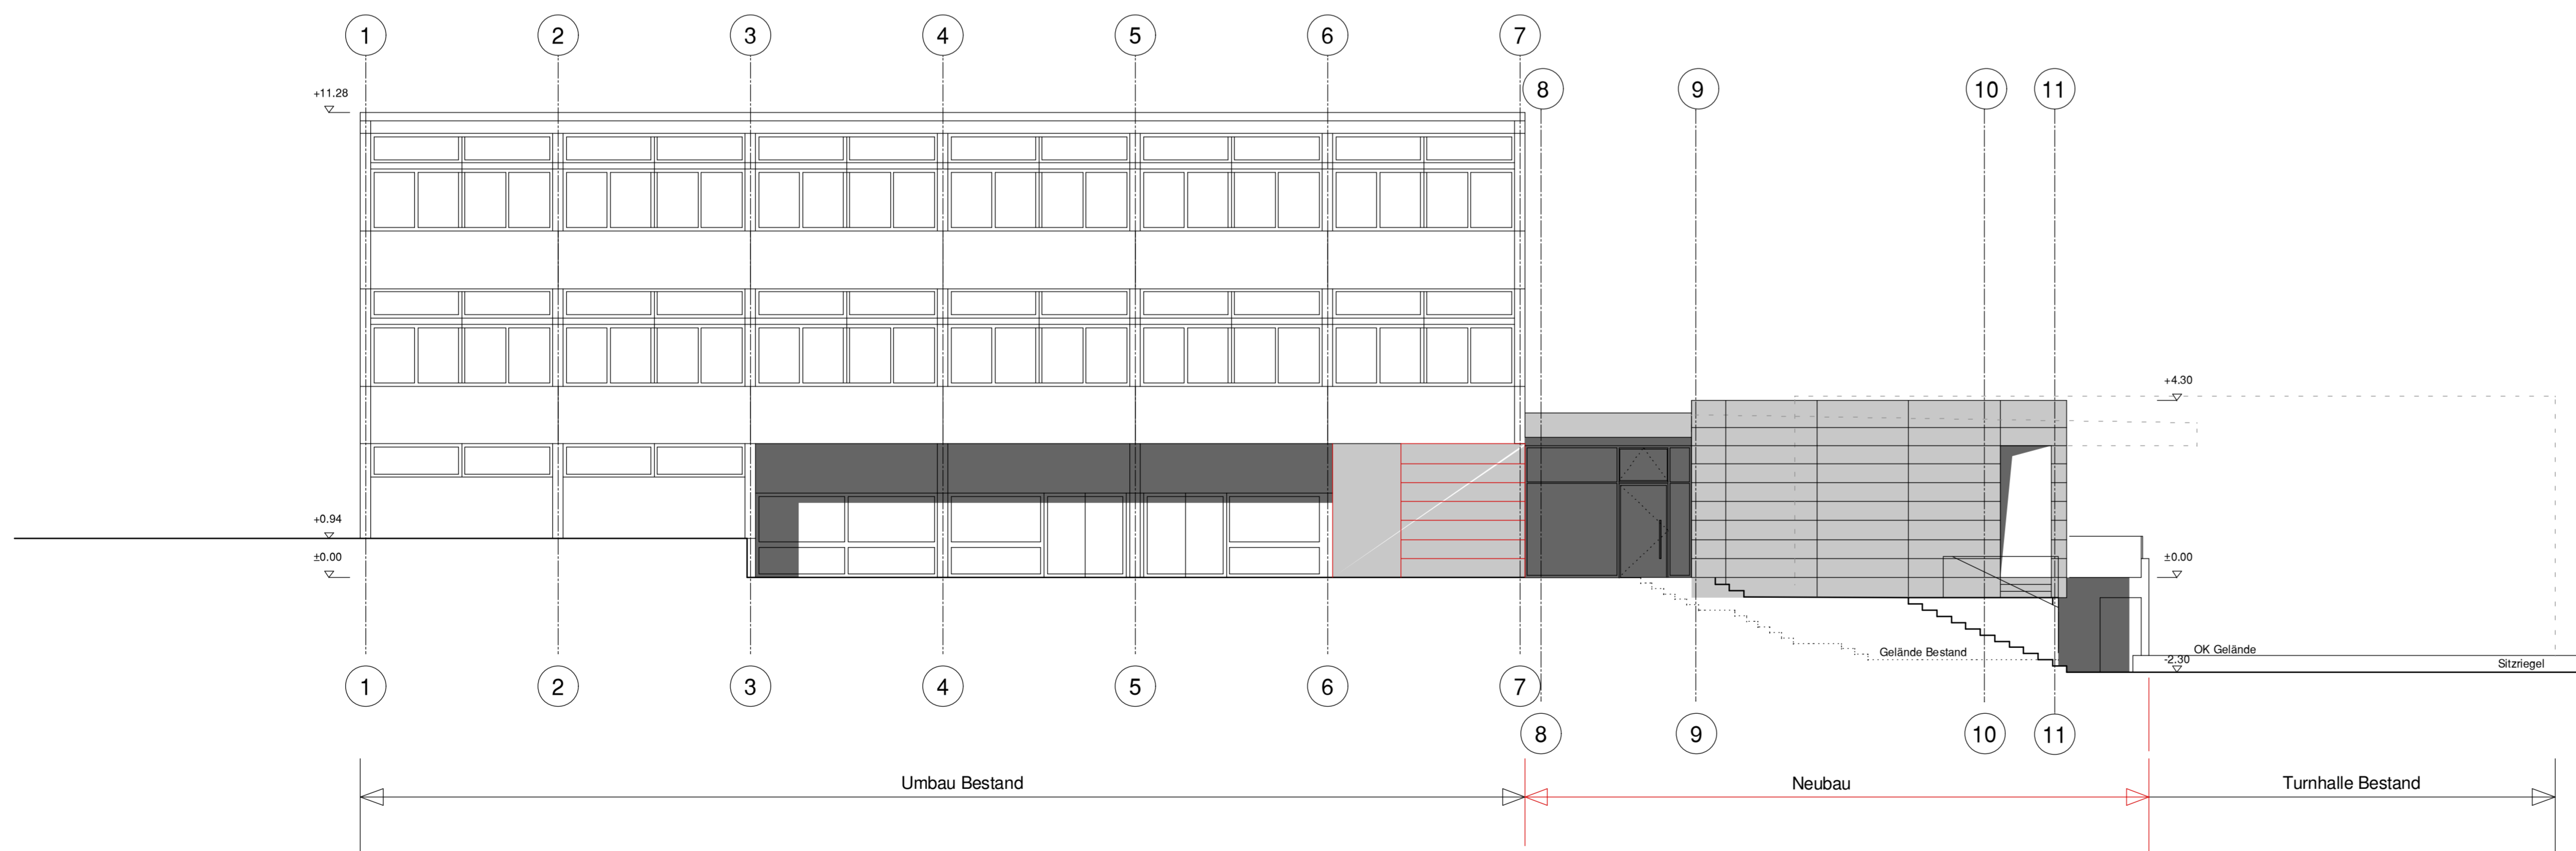 1 2 3 4 5 6 7
8 9 10 11
+11.28
+4.30
+0.94
±0.00
±0.00
Gelände Bestand
OK Gelände
-2.30
Sitzriegel
1 2 3 4 5 6 7
8 9 10 11
Umbau Bestand
Neubau
Turnhalle Bestand